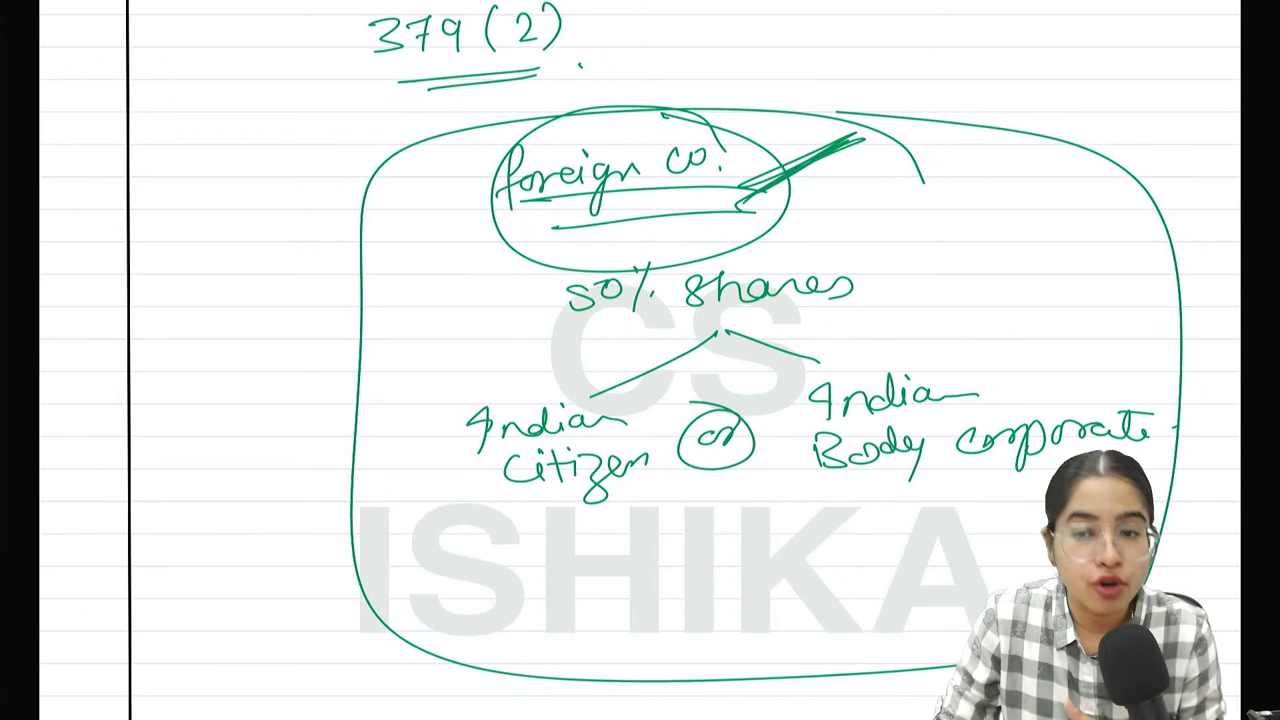 379 (2)
foreign co.
50% shares
Indian
Citizen
or
Indian
Body corporate
CS
ISHIKA